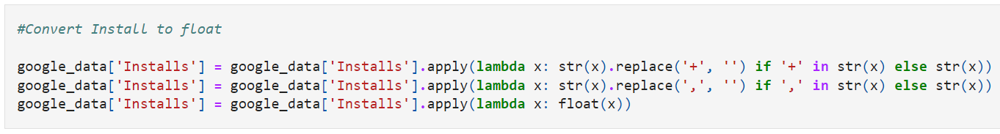 #Convert Install to float
google_data['Installs'] = google_data['Installs'].apply(lambda x: str(x).replace('+', '') if '+' in str(x) else str(x))
google_data['Installs'] = google_data['Installs'].apply(lambda x: str(x).replace(',', '') if ',' in str(x) else str(x))
google_data['Installs'] = google_data['Installs'].apply(lambda x: float(x))